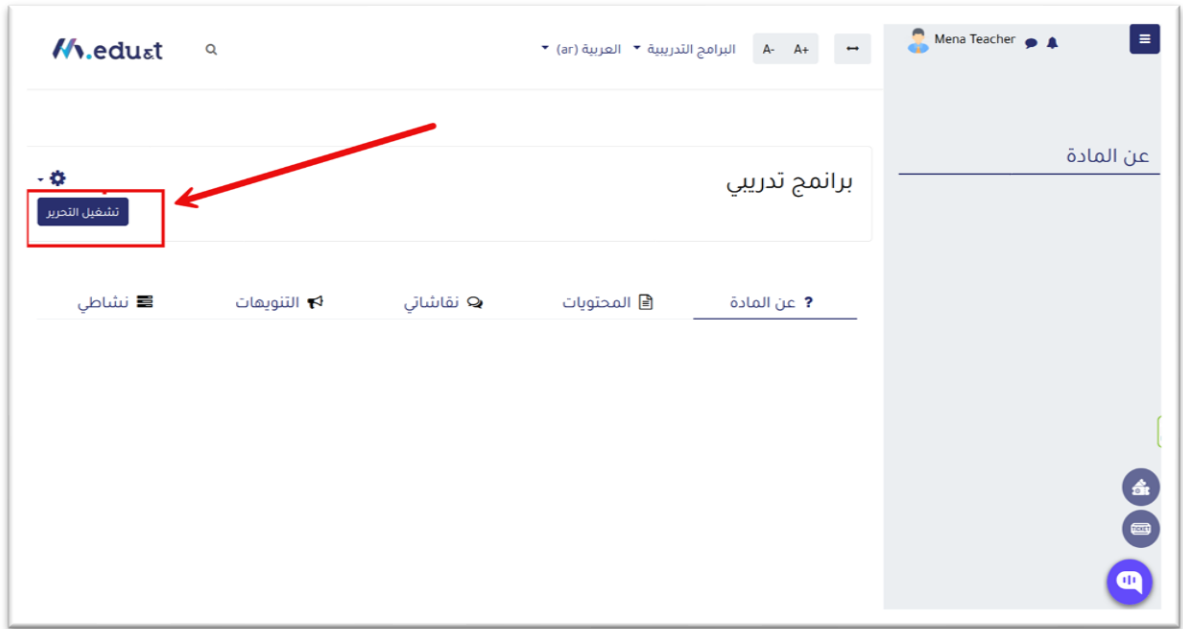 M.edu&t
البرامج التدريبية العربية (ar)
A- A+
Mena Teacher
عن المادة
برانمج تدريبي
تشغيل التحرير
عن المادة
المحتويات
نقاشاتي
التنويهات
نشاطي
TICKET